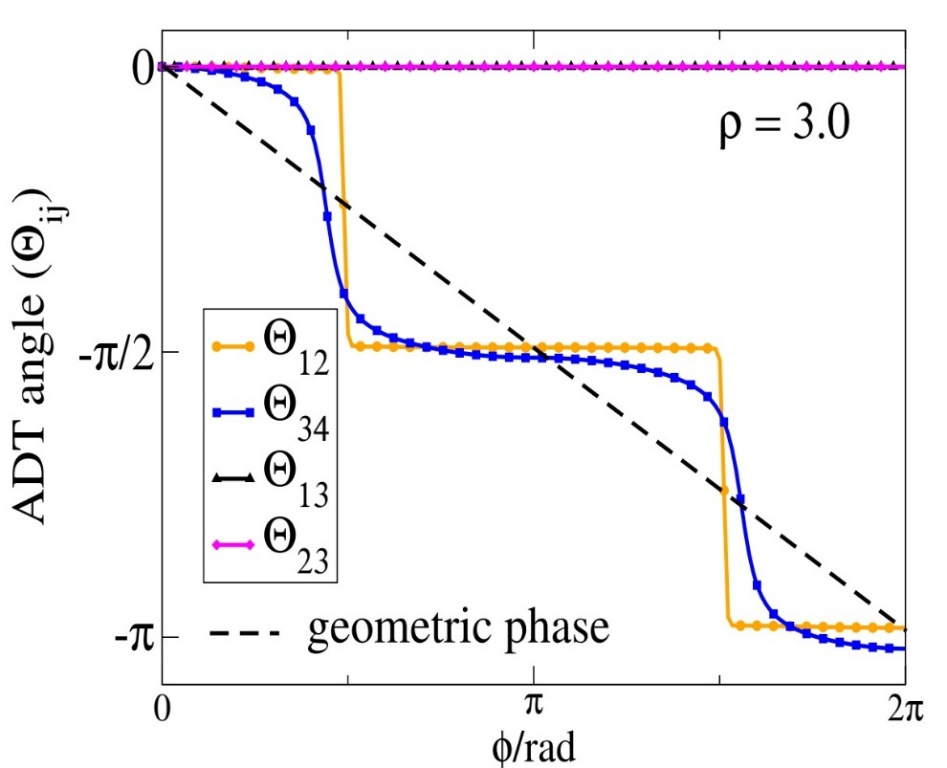 0
ρ = 3.0
ADT angle (Θij)
-π/2
Θ12
Θ34
Θ13
Θ23
-π
geometric phase
0
π
2π
ϕ/rad